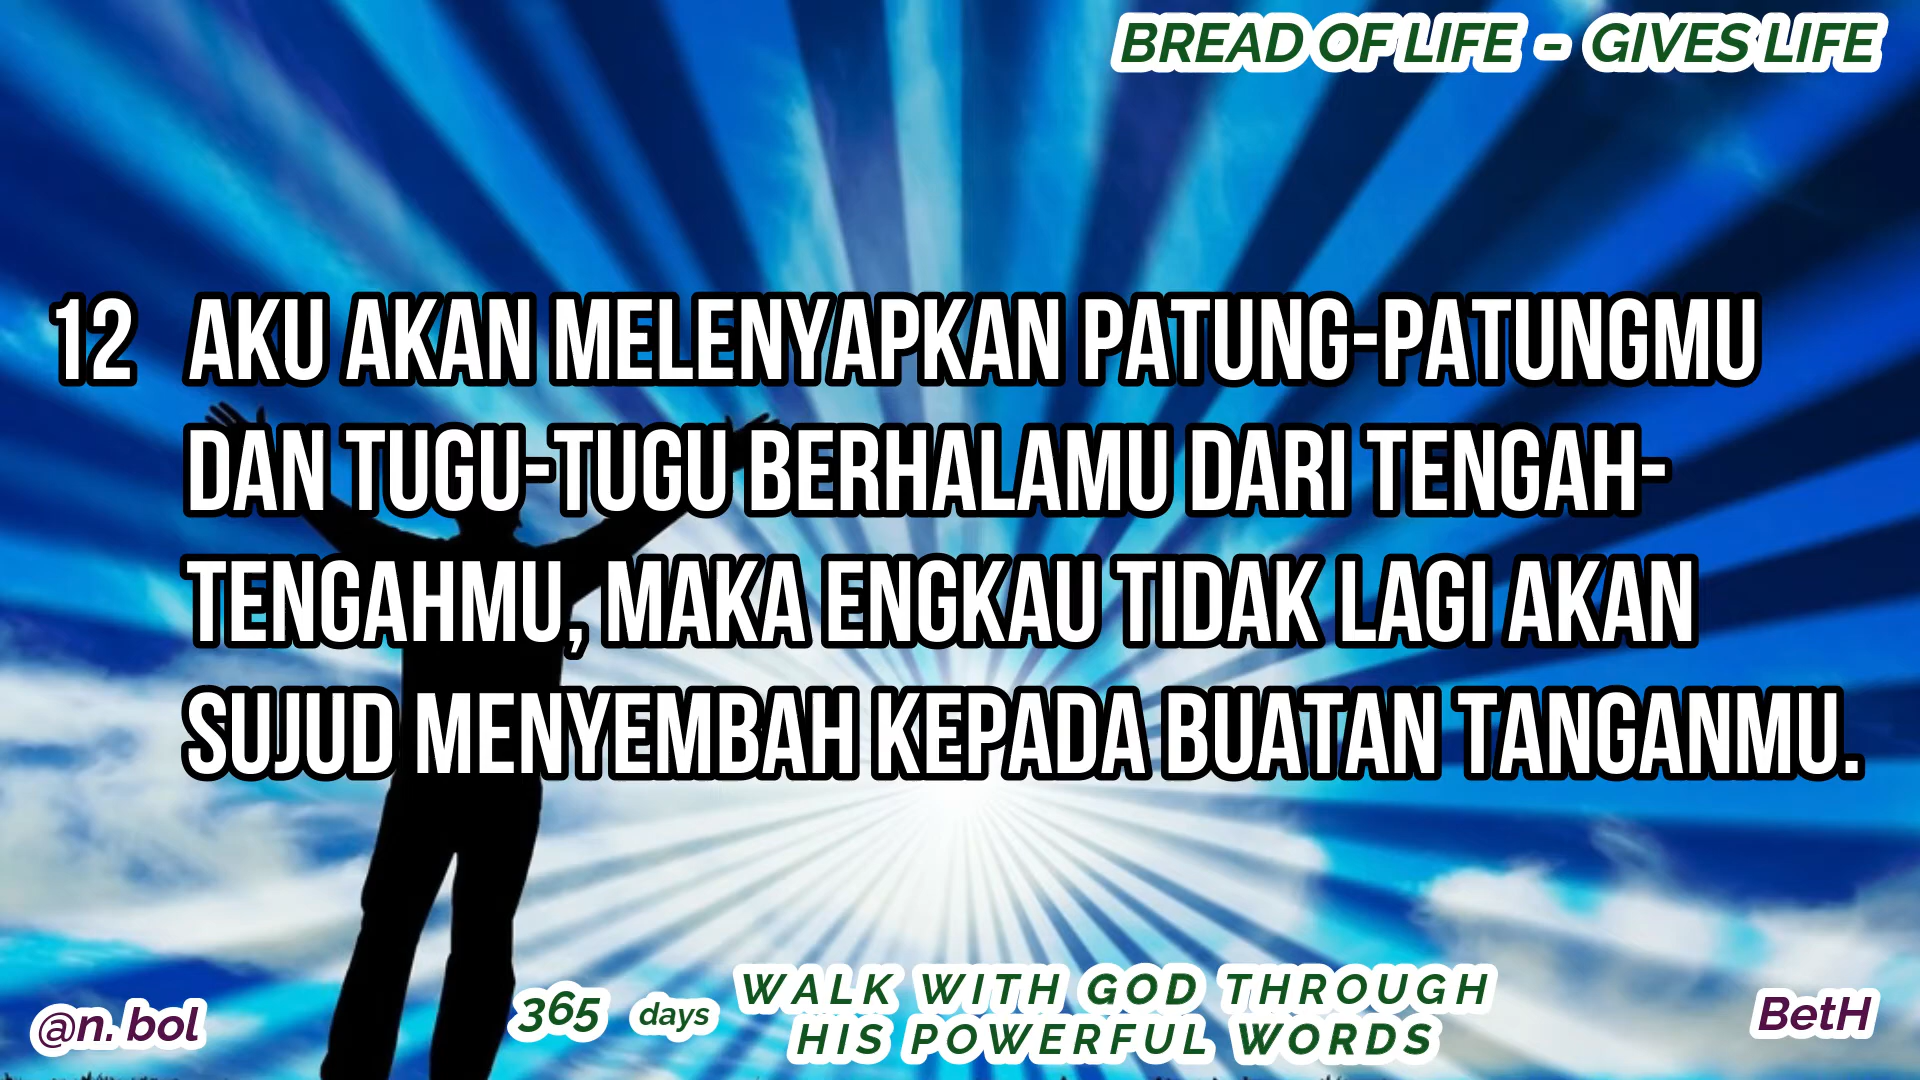 BREAD OF LIFE - GIVES LIFE
12 AKU AKAN MELENYAPKAN PATUNG-PATUNGMU
DAN TUGU-TUGU BERHALAMU DARI TENGAH-
TENGAHMU, MAKA ENGKAU TIDAK LAGI AKAN
SUJUD MENYEMBAH KEPADA BUATAN TANGANMU.
@n. bol
365 days
WALK WITH GOD THROUGH
HIS POWERFUL WORDS
BetH